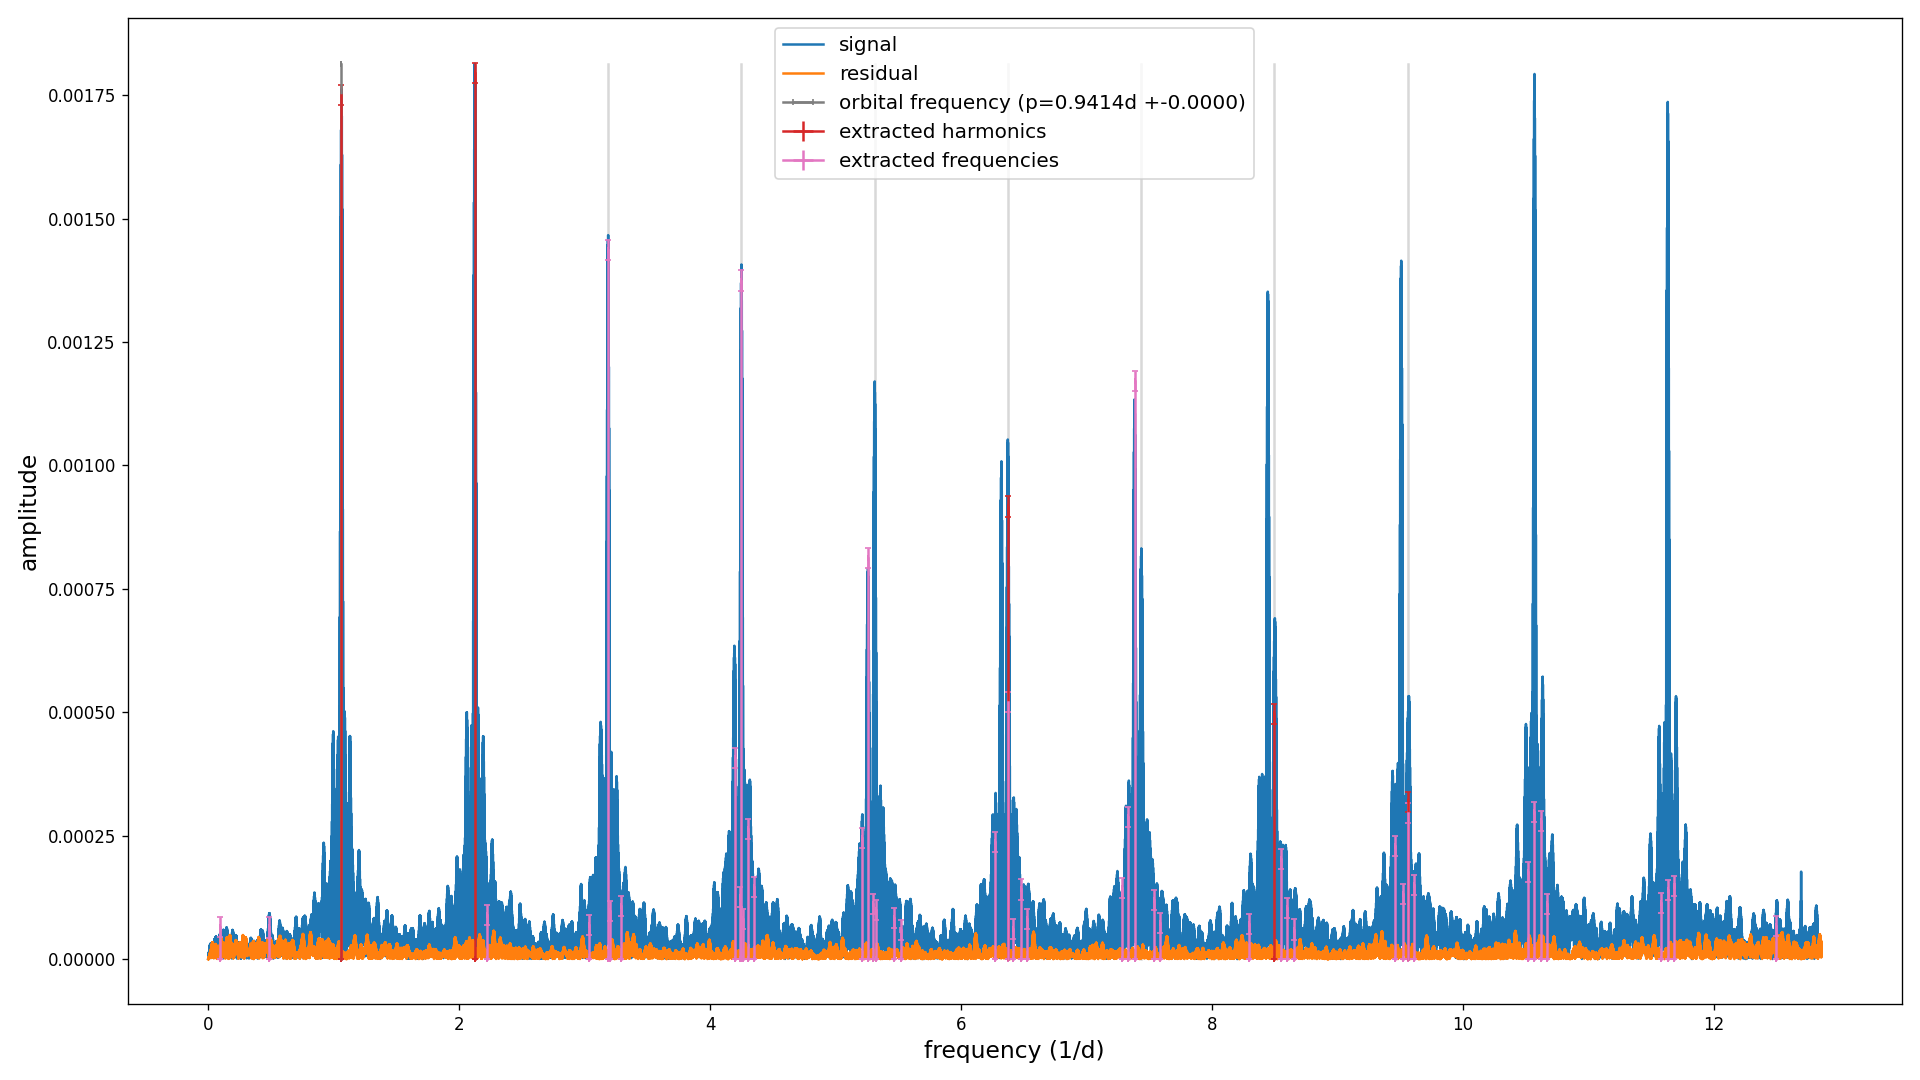 signal
residual
orbital frequency (p=0.9414d +-0.0000)
extracted harmonics
extracted frequencies
amplitude
0.00175
0.00150
0.00125
0.00100
0.00075
0.00050
0.00025
0.00000
0 2 4 6 8 10 12
frequency (1/d)